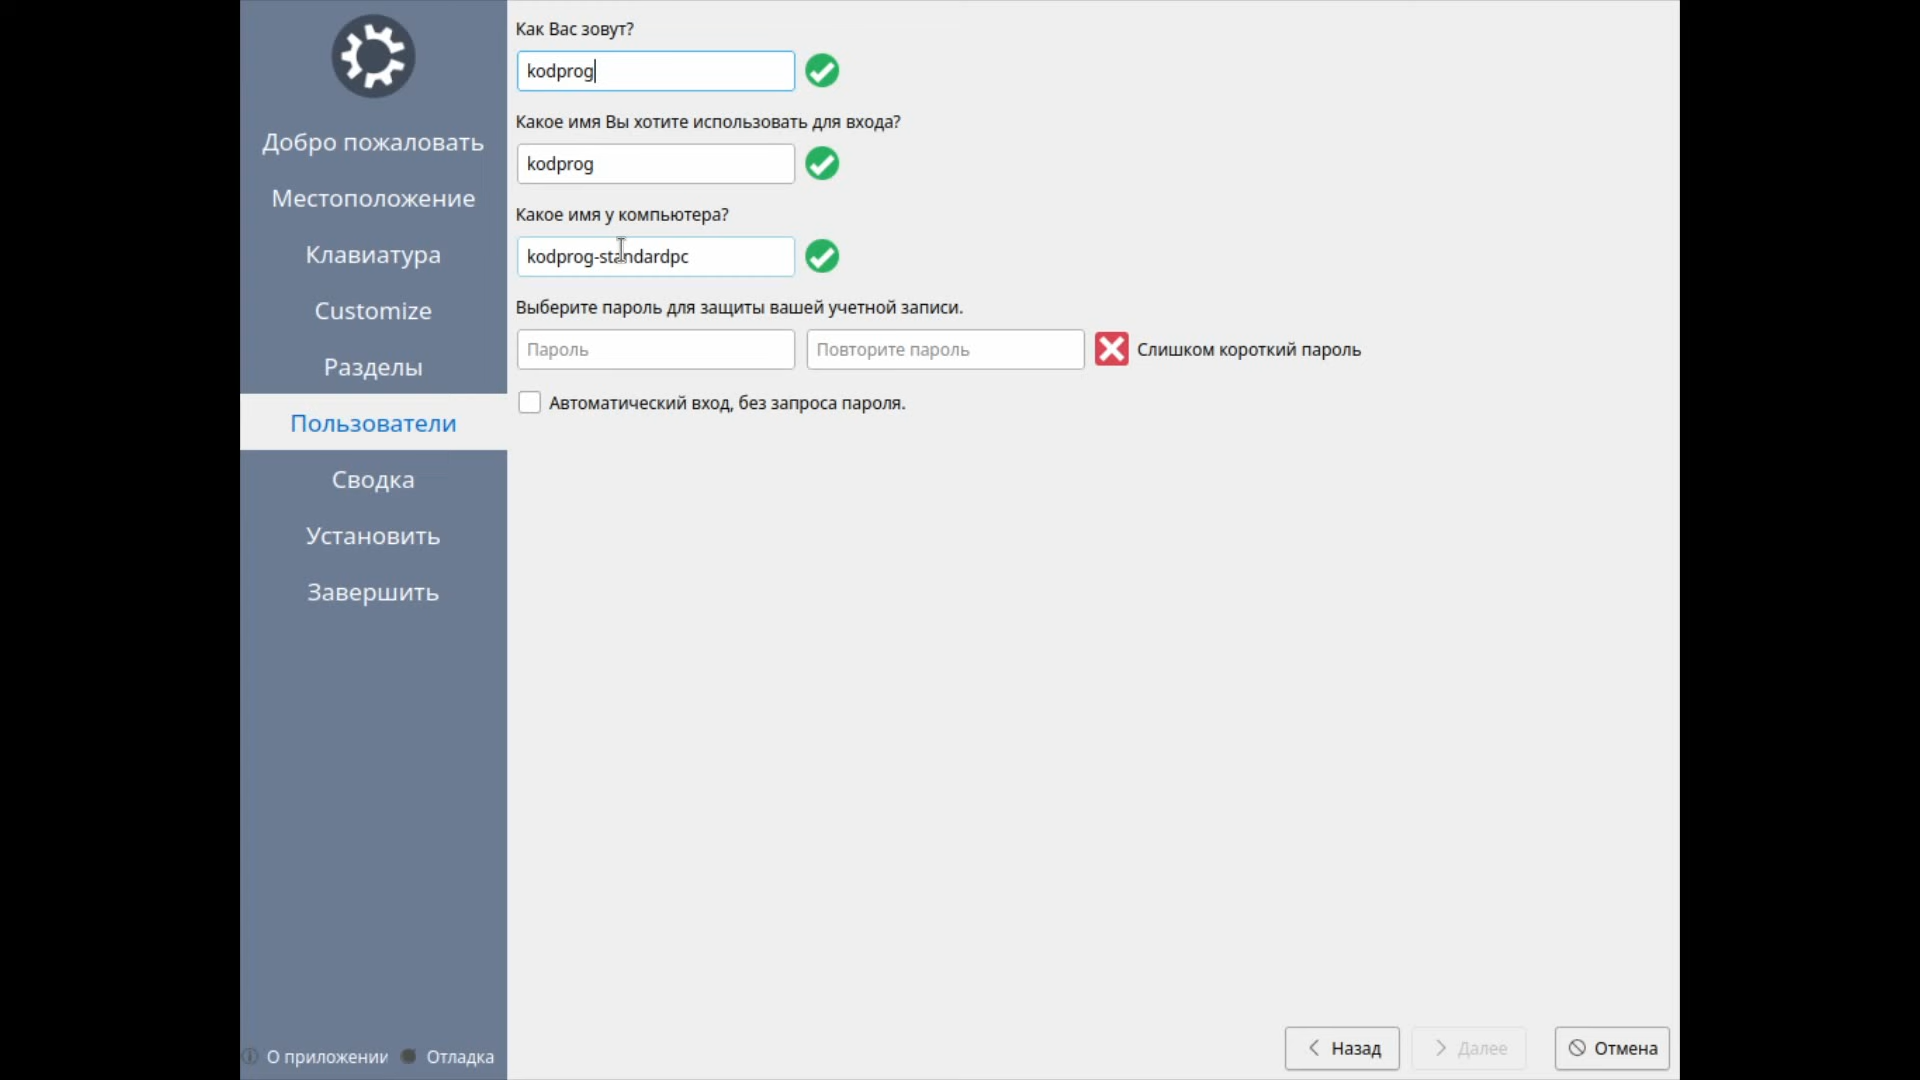 Добро пожаловать
Местоположение
Клавиатура
Customize
Разделы
Пользователи
Сводка
Установить
Завершить
О приложении
Отладка
Как Вас зовут?
kodprog
Какое имя Вы хотите использовать для входа?
kodprog
Какое имя у компьютера?
kodprog-standardpc
Выберите пароль для защиты вашей учетной записи.
Пароль Повторите пароль Слишком короткий пароль
Автоматический вход, без запроса пароля.
Назад Далее Отмена